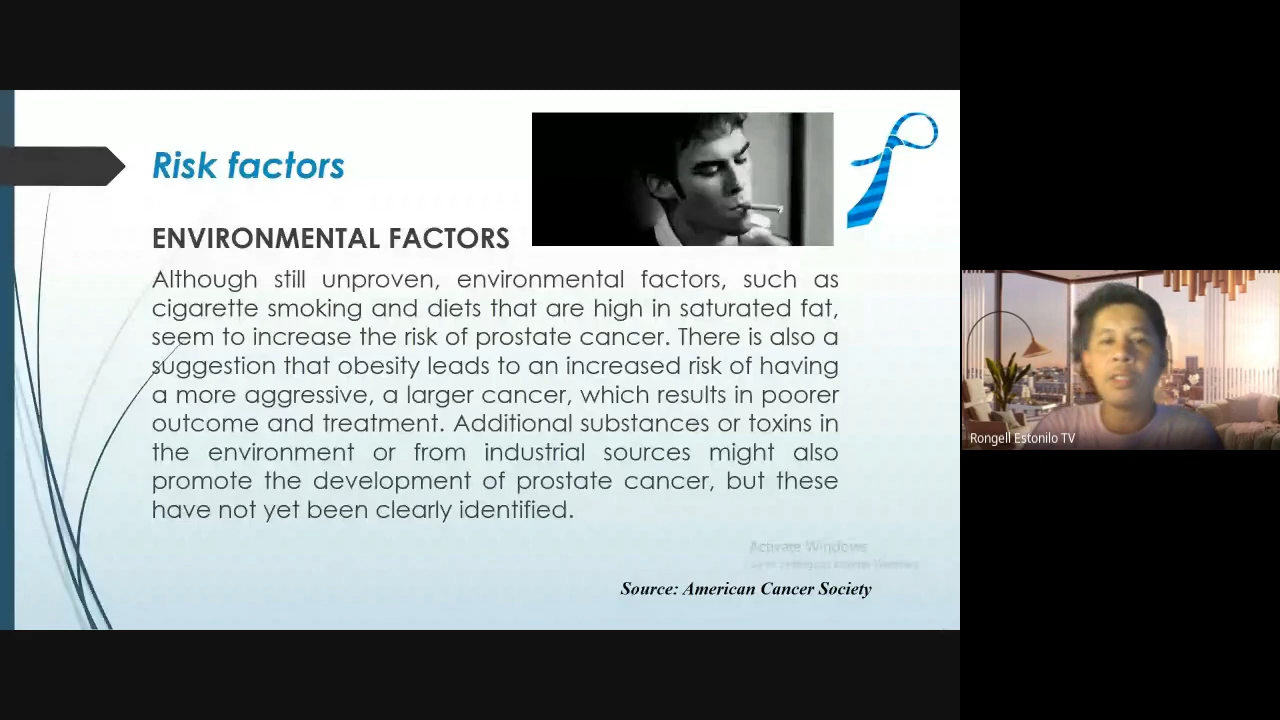 Risk factors
ENVIRONMENTAL FACTORS
Although still unproven, environmental factors, such as
cigarette smoking and diets that are high in saturated fat,
seem to increase the risk of prostate cancer. There is also a
suggestion that obesity leads to an increased risk of having
a more aggressive, a larger cancer, which results in poorer
outcome and treatment. Additional substances or toxins in
the environment or from industrial sources might also
promote the development of prostate cancer, but these
have not yet been clearly identified.
Activate Windows
Source: American Cancer Society
Rongell Estonilo TV